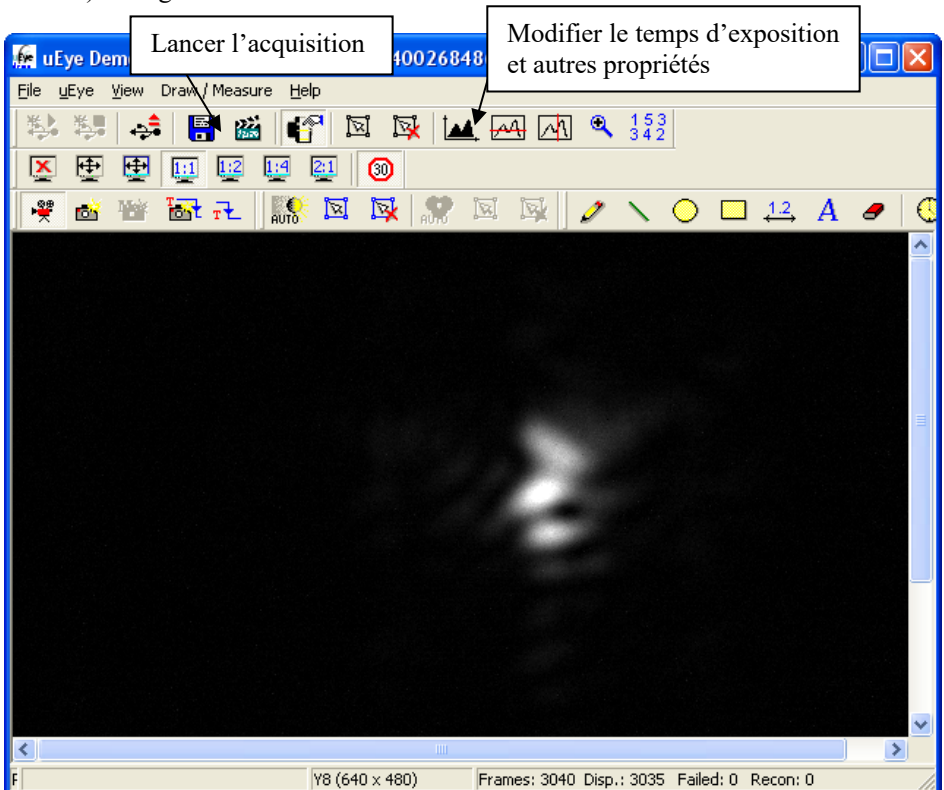 Lancer l’acquisition
Modifier le temps d’exposition
et autres propriétés
uEye Dem
File uEye View Draw / Measure Help
1 5 3
3 4 2
1:1 1:2 1:4 2:1 30
T T AUTO AUTO 1.2 A
Y8 (640 x 480) Frames: 3040 Disp.: 3035 Failed: 0 Recon: 0